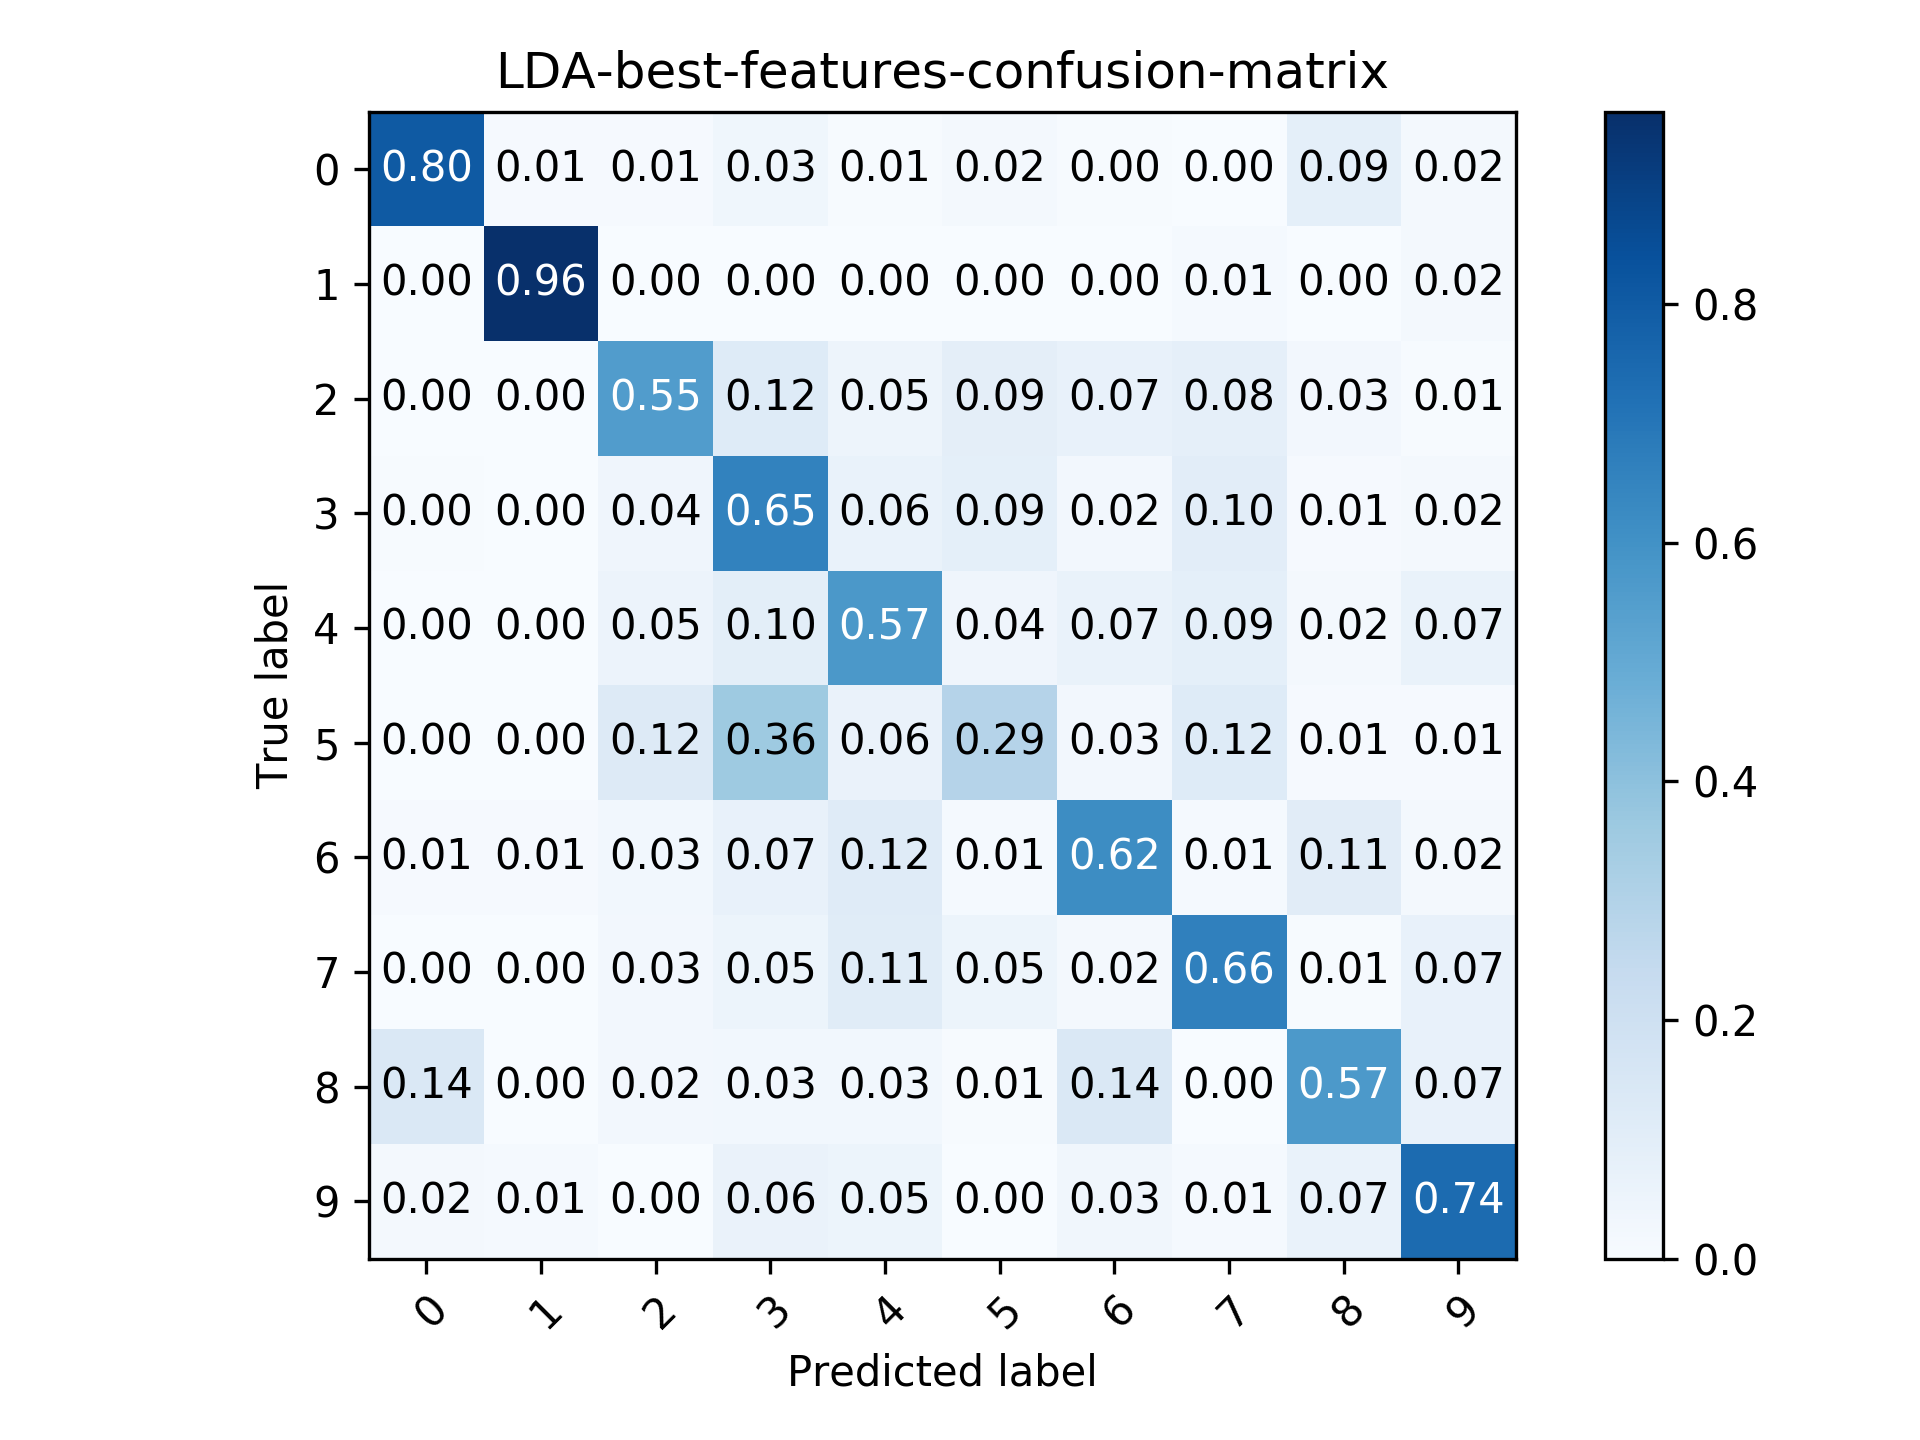 LDA-best-features-confusion-matrix
0 0.80 0.01 0.01 0.03 0.01 0.02 0.00 0.00 0.09 0.02
1 0.00 0.96 0.00 0.00 0.00 0.00 0.00 0.01 0.00 0.02
2 0.00 0.00 0.55 0.12 0.05 0.09 0.07 0.08 0.03 0.01
3 0.00 0.00 0.04 0.65 0.06 0.09 0.02 0.10 0.01 0.02
4 0.00 0.00 0.05 0.10 0.57 0.04 0.07 0.09 0.02 0.07
5 0.00 0.00 0.12 0.36 0.06 0.29 0.03 0.12 0.01 0.01
6 0.01 0.01 0.03 0.07 0.12 0.01 0.62 0.01 0.11 0.02
7 0.00 0.00 0.03 0.05 0.11 0.05 0.02 0.66 0.01 0.07
8 0.14 0.00 0.02 0.03 0.03 0.01 0.14 0.00 0.57 0.07
9 0.02 0.01 0.00 0.06 0.05 0.00 0.03 0.01 0.07 0.74
0 1 2 3 4 5 6 7 8 9
True label
Predicted label
0.8
0.6
0.4
0.2
0.0